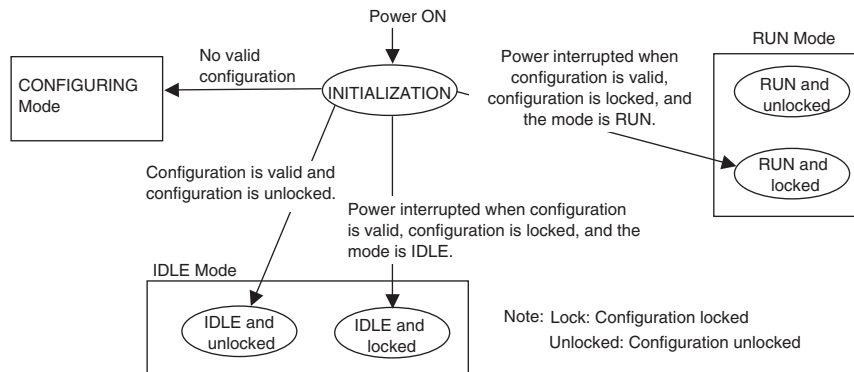 Power ON
No valid
configuration
CONFIGURING
Mode
INITIALIZATION
Power interrupted when
configuration is valid,
configuration is locked, and
the mode is RUN.
RUN Mode
RUN and
unlocked
RUN and
locked
Configuration is valid and
configuration is unlocked.
Power interrupted when configuration
is valid, configuration is locked, and the
mode is IDLE.
IDLE Mode
IDLE and
unlocked
IDLE and
locked
Note: Lock: Configuration locked
Unlocked: Configuration unlocked